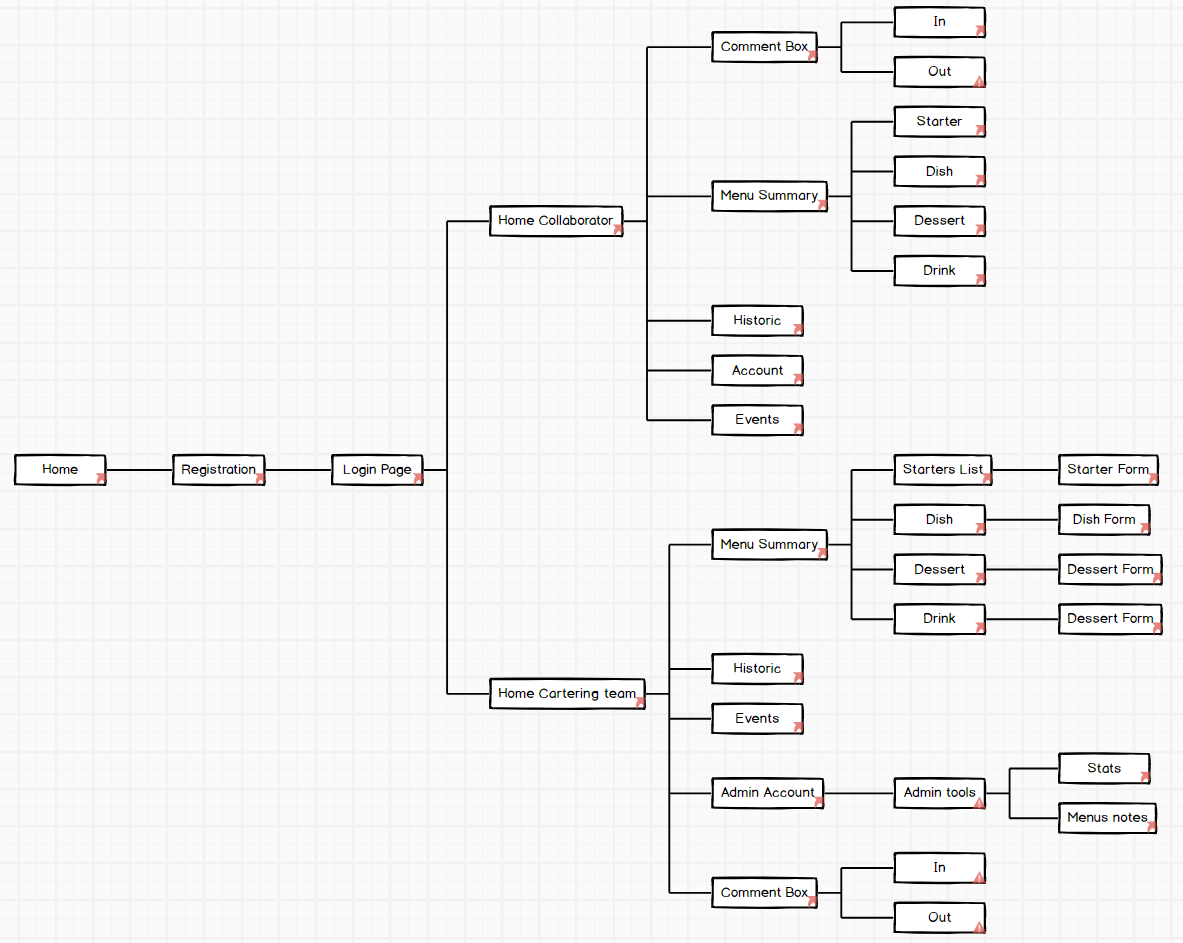 In
Comment Box
Out
Starter
Dish
Menu Summary
Home Collaborator
Dessert
Drink
Historic
Account
Events
Home
Registration
Login Page
Starters List
Starter Form
Dish
Dish Form
Menu Summary
Dessert
Dessert Form
Drink
Dessert Form
Historic
Home Cartering team
Events
Stats
Admin Account
Admin tools
Menus notes
In
Comment Box
Out